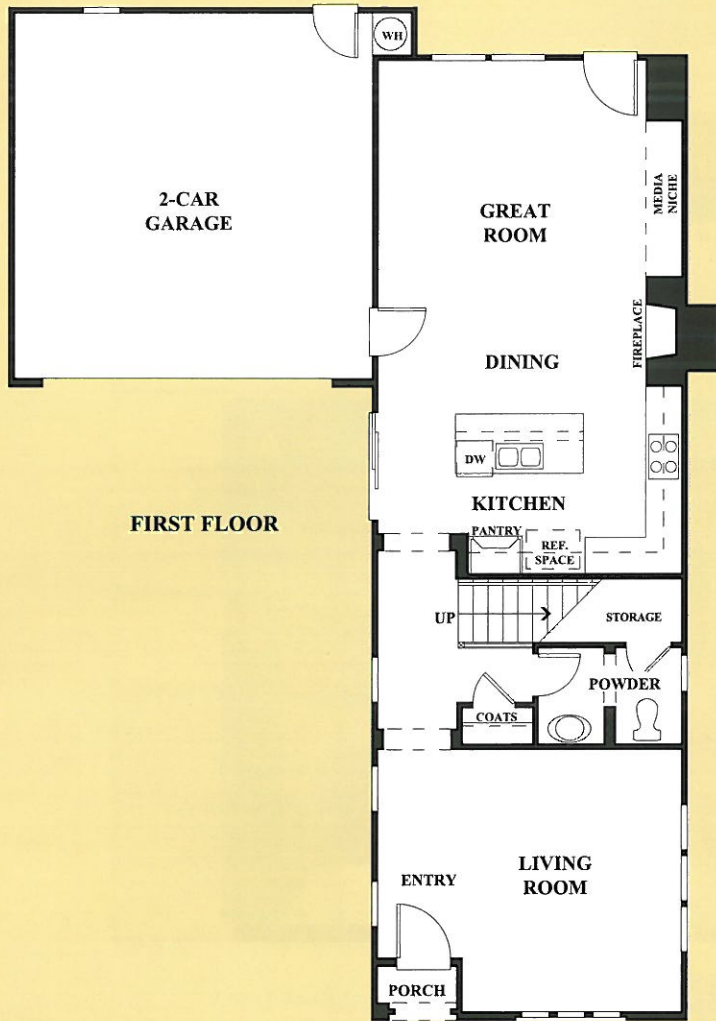 WH
2-CAR
GARAGE
GREAT
ROOM
MEDIA
NICHE
FIREPLACE
DINING
DW
KITCHEN
FIRST FLOOR
PANTRY
REF.
SPACE
UP
STORAGE
POWDER
COATS
ENTRY
LIVING
ROOM
PORCH